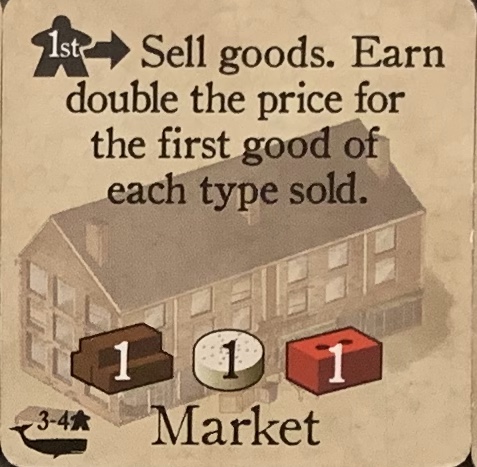 1st Sell goods. Earn
double the price for
the first good of
each type sold.
1 1 1
3-4
Market